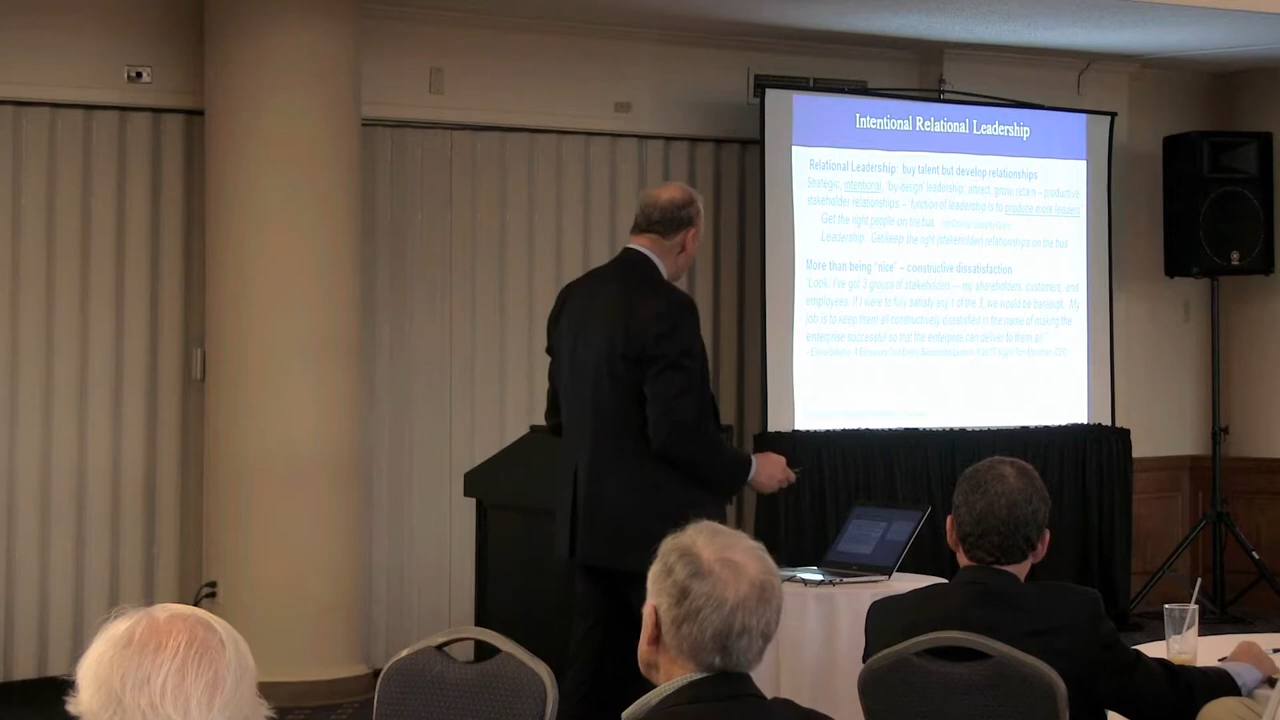 Intentional Relational Leadership
Relational Leadership: buy talent but develop relationships
Strategic, intentional, 'by-design leadership: attract, grow, retain – productive
stakeholder relationships – 'function of leadership is to produce more leaders'
Get the right people on the bus
Leadership: Get/keep the right (stakeholder) relationships on the bus
More than being "nice" – constructive dissatisfaction
"Look, I've got 3 groups of stakeholders — my shareholders, customers, and
employees. If I were to fully satisfy any 1 of the 3, we would be bankrupt. My
job is to keep them all constructively dissatisfied in the name of making the
enterprise successful so that the enterprise can deliver to them all."